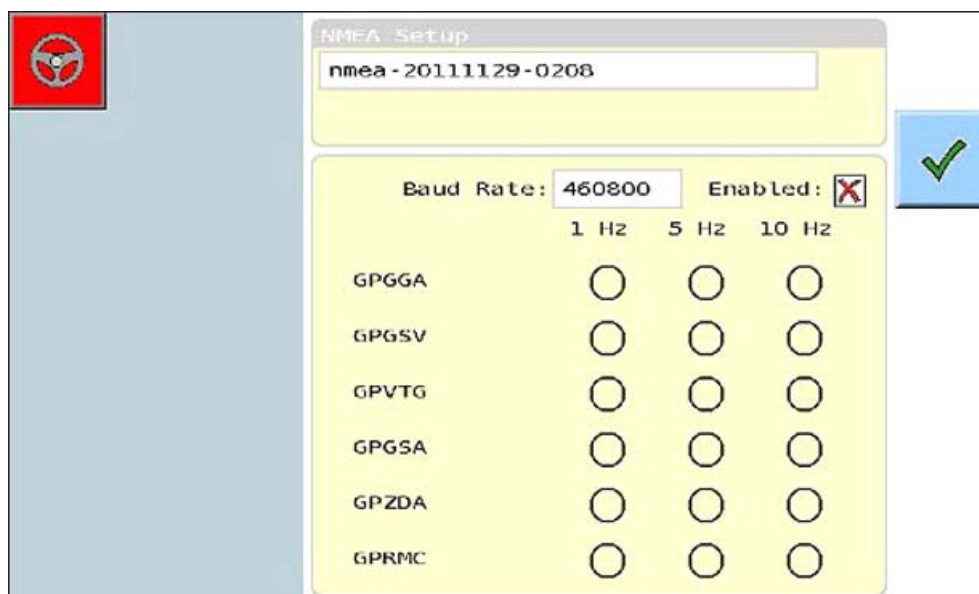 NMEA Setup
nmea-20111129-0208
Baud Rate: 460800 Enabled:
1 Hz 5 Hz 10 Hz
GPGGA
GPGSV
GPVTG
GPGSA
GPZDA
GPRMC